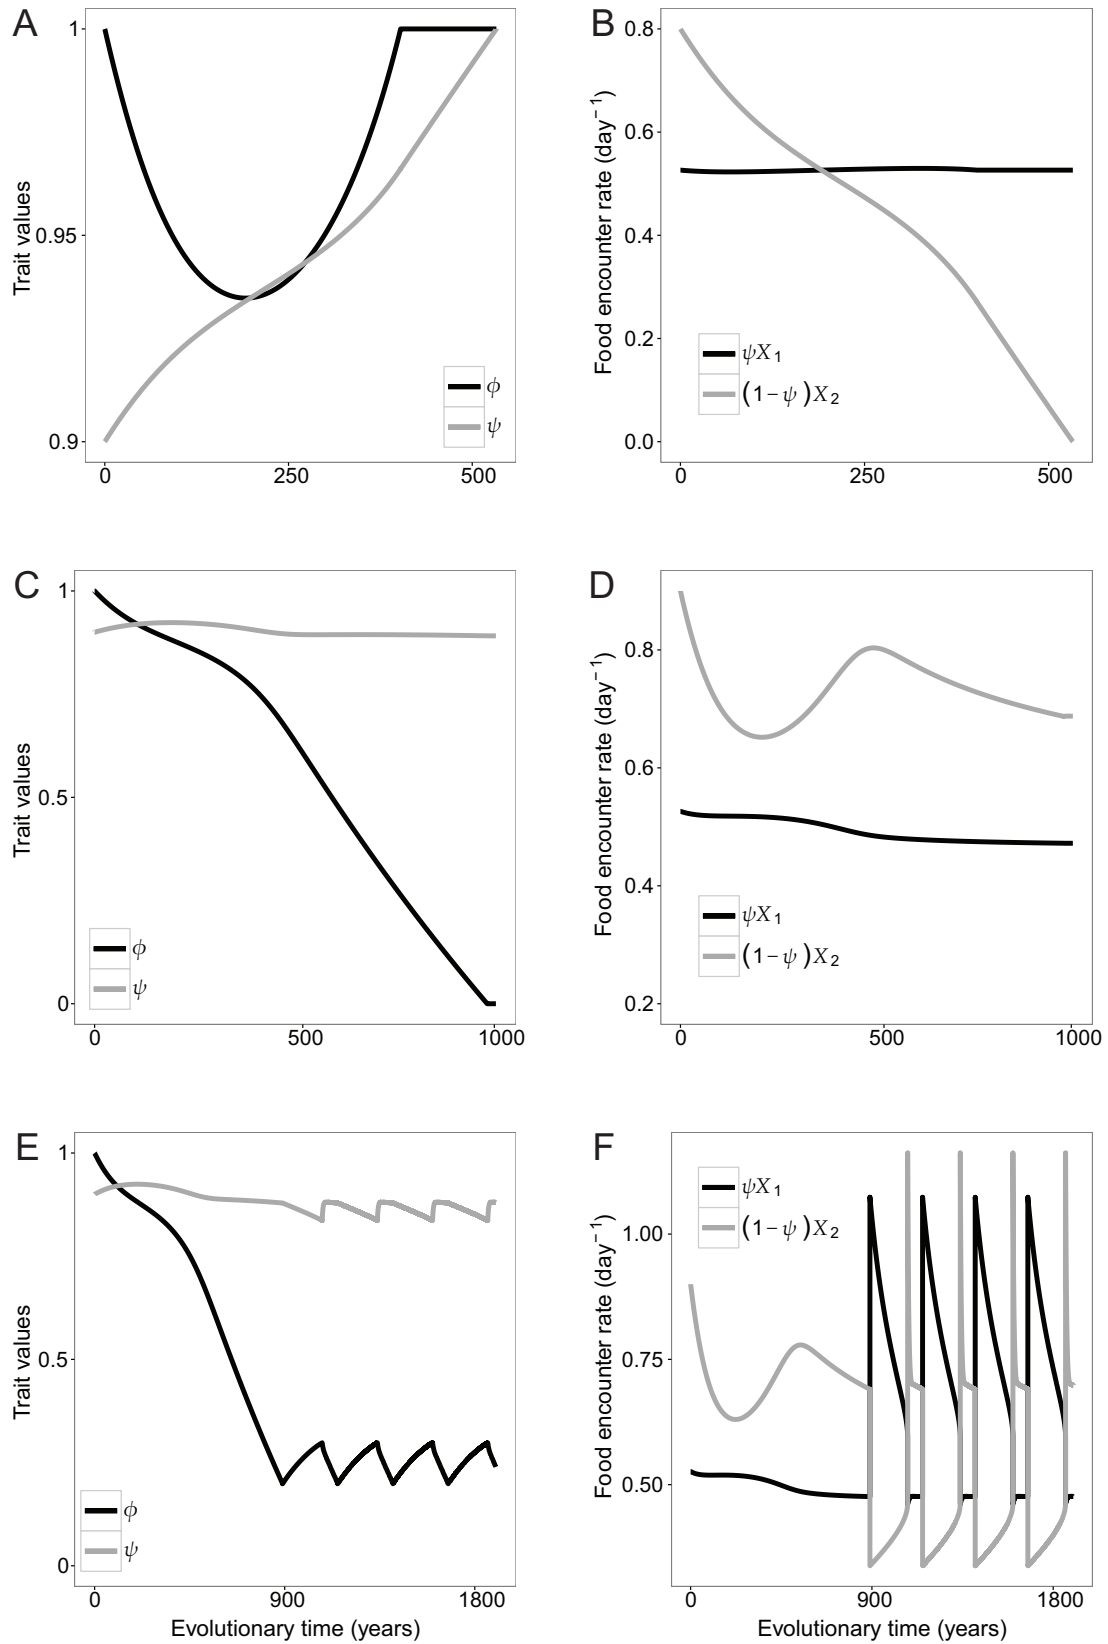 A
Trait values
1
0.95
0.9
0
250
500
ϕ
ψ
B
Food encounter rate (day⁻¹)
0.8
0.6
0.4
0.2
0.0
0
250
500
ψX₁
(1−ψ)X₂
C
Trait values
1
0.5
0
0
500
1000
ϕ
ψ
D
Food encounter rate (day⁻¹)
0.8
0.6
0.4
0.2
0
500
1000
ψX₁
(1−ψ)X₂
E
Trait values
1
0.5
0
0
900
1800
ϕ
ψ
Evolutionary time (years)
F
Food encounter rate (day⁻¹)
1.00
0.75
0.50
0
900
1800
ψX₁
(1−ψ)X₂
Evolutionary time (years)